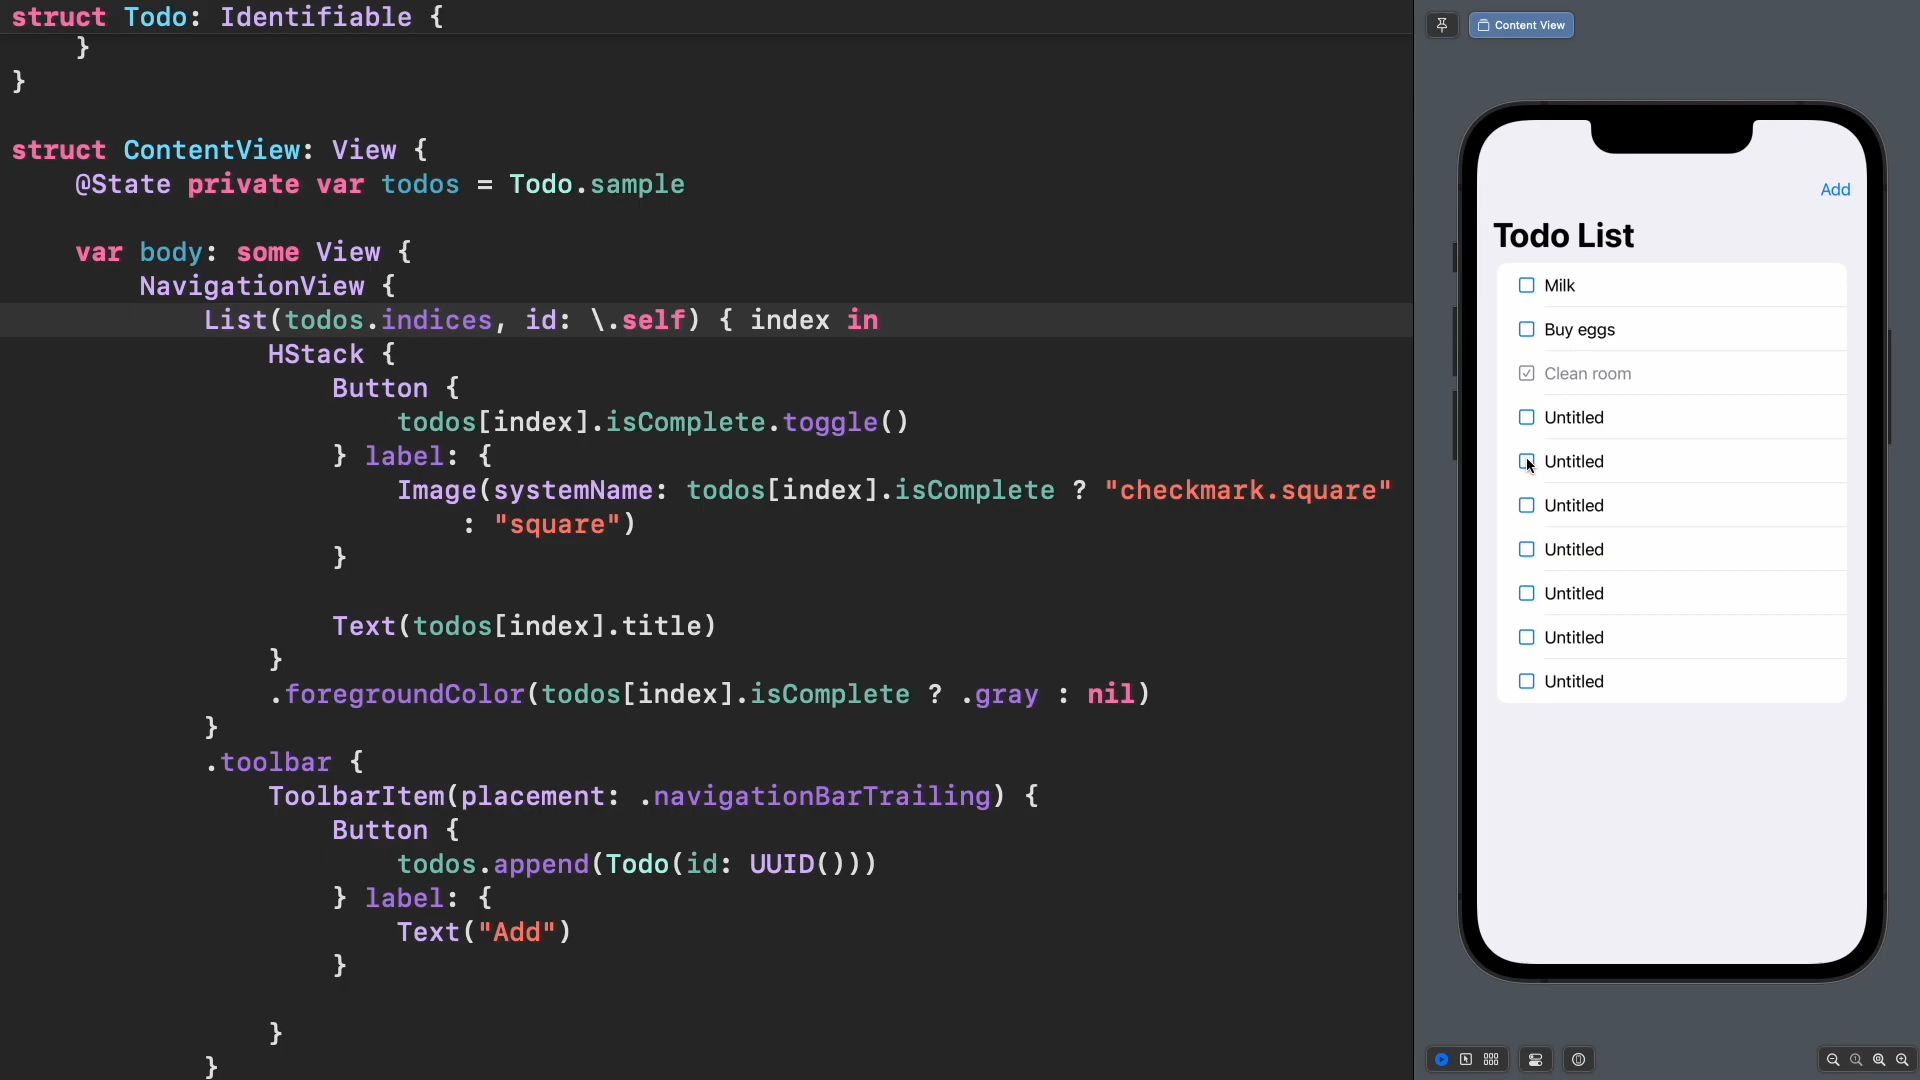 struct Todo: Identifiable {
    }
}
struct ContentView: View {
    @State private var todos = Todo.sample
    var body: some View {
        NavigationView {
            List(todos.indices, id: \.self) { index in
                HStack {
                    Button {
                        todos[index].isComplete.toggle()
                    } label: {
                        Image(systemName: todos[index].isComplete ? "checkmark.square"
                            : "square")
                    }
                    Text(todos[index].title)
                }
                .foregroundColor(todos[index].isComplete ? .gray : nil)
            }
            .toolbar {
                ToolbarItem(placement: .navigationBarTrailing) {
                    Button {
                        todos.append(Todo(id: UUID()))
                    } label: {
                        Text("Add")
                    }
                }
            }
Content View
Add
Todo List
Milk
Buy eggs
Clean room
Untitled
Untitled
Untitled
Untitled
Untitled
Untitled
Untitled